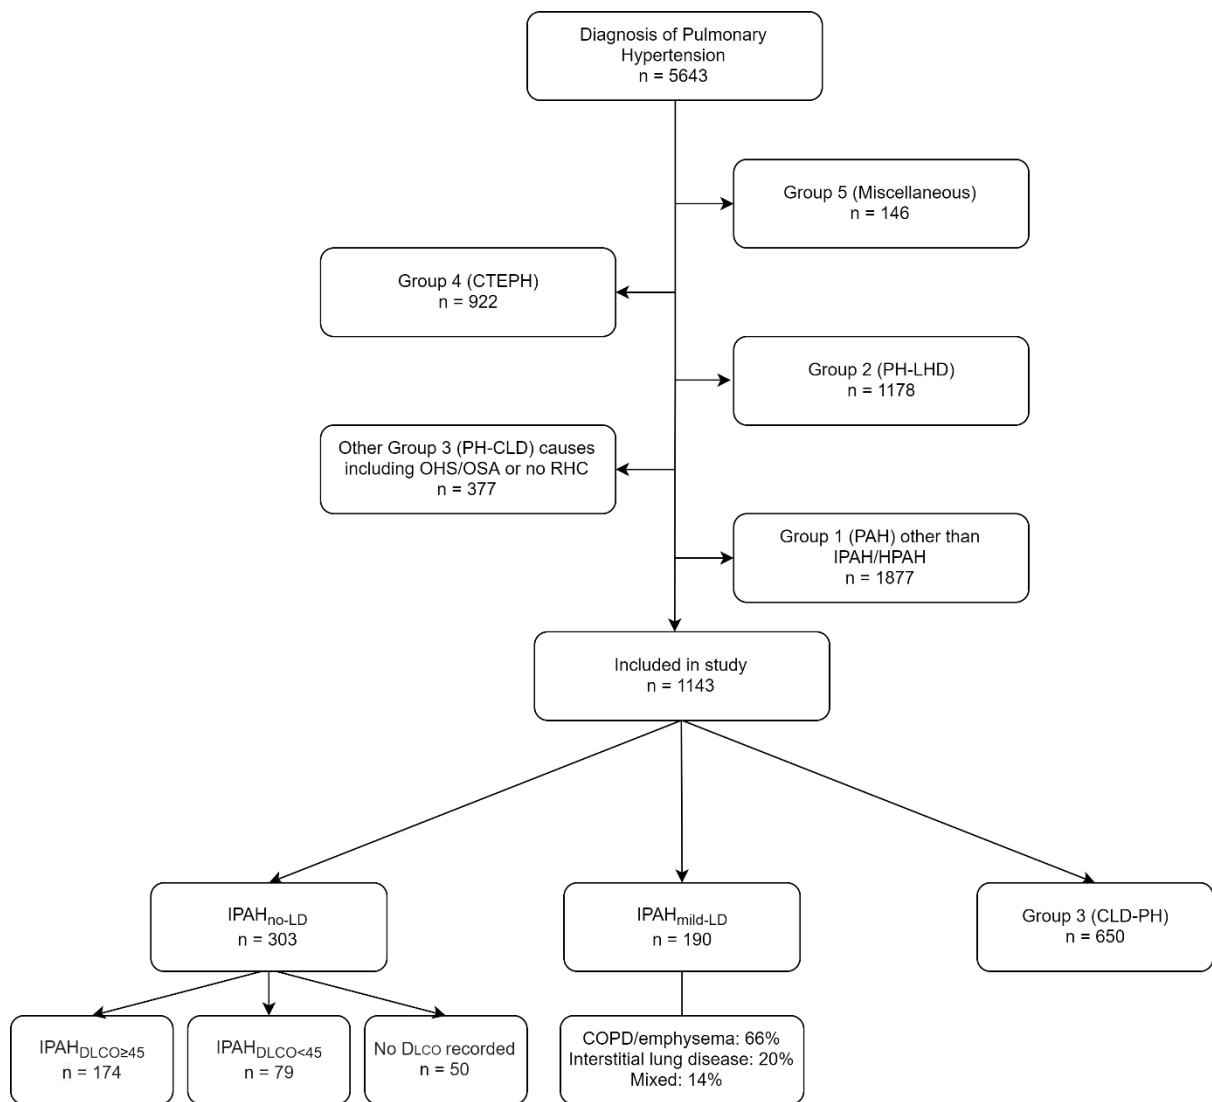 Diagnosis of Pulmonary
Hypertension
n = 5643
Group 5 (Miscellaneous)
n = 146
Group 4 (CTEPH)
n = 922
Group 2 (PH-LHD)
n = 1178
Other Group 3 (PH-CLD) causes
including OHS/OSA or no RHC
n = 377
Group 1 (PAH) other than
IPAH/HPAH
n = 1877
Included in study
n = 1143
IPAHno-LD
n = 303
IPAHmild-LD
n = 190
Group 3 (CLD-PH)
n = 650
IPAHDLCO≥45
n = 174
IPAHDLCO<45
n = 79
No DLCO recorded
n = 50
COPD/emphysema: 66%
Interstitial lung disease: 20%
Mixed: 14%